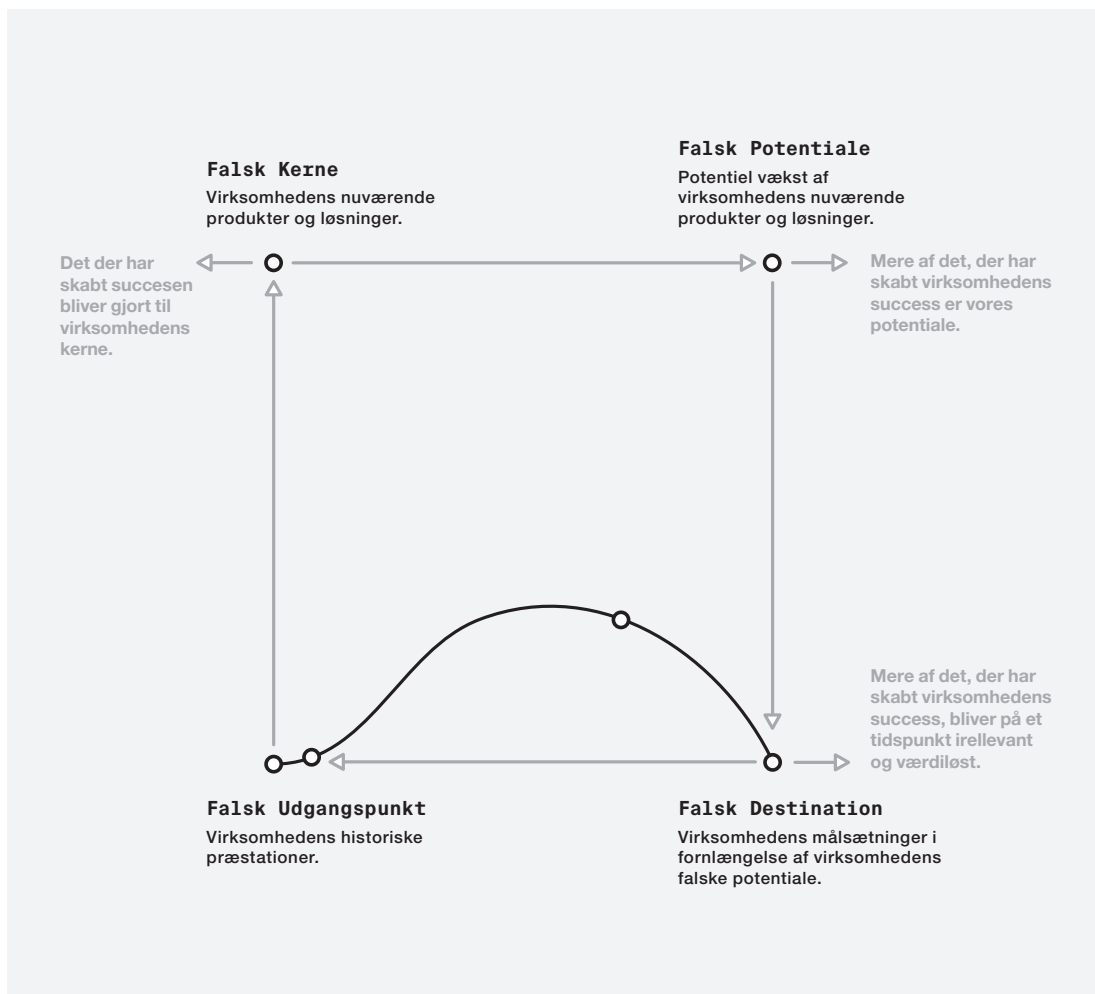 Falsk Kerne
Virksomhedens nuværende
produkter og løsninger.
Falsk Potentiale
Potentiel vækst af
virksomhedens nuværende
produkter og løsninger.
Det der har
skabt succesen
bliver gjort til
virksomhedens
kerne.
Mere af det, der har
skabt virksomhedens
success er vores
potentiale.
Mere af det, der har
skabt virksomhedens
success, bliver på et
tidspunkt irellevant
og værdiløst.
Falsk Udgangspunkt
Virksomhedens historiske
præstationer.
Falsk Destination
Virksomhedens målsætninger i
fornlængelse af virksomhedens
falske potentiale.